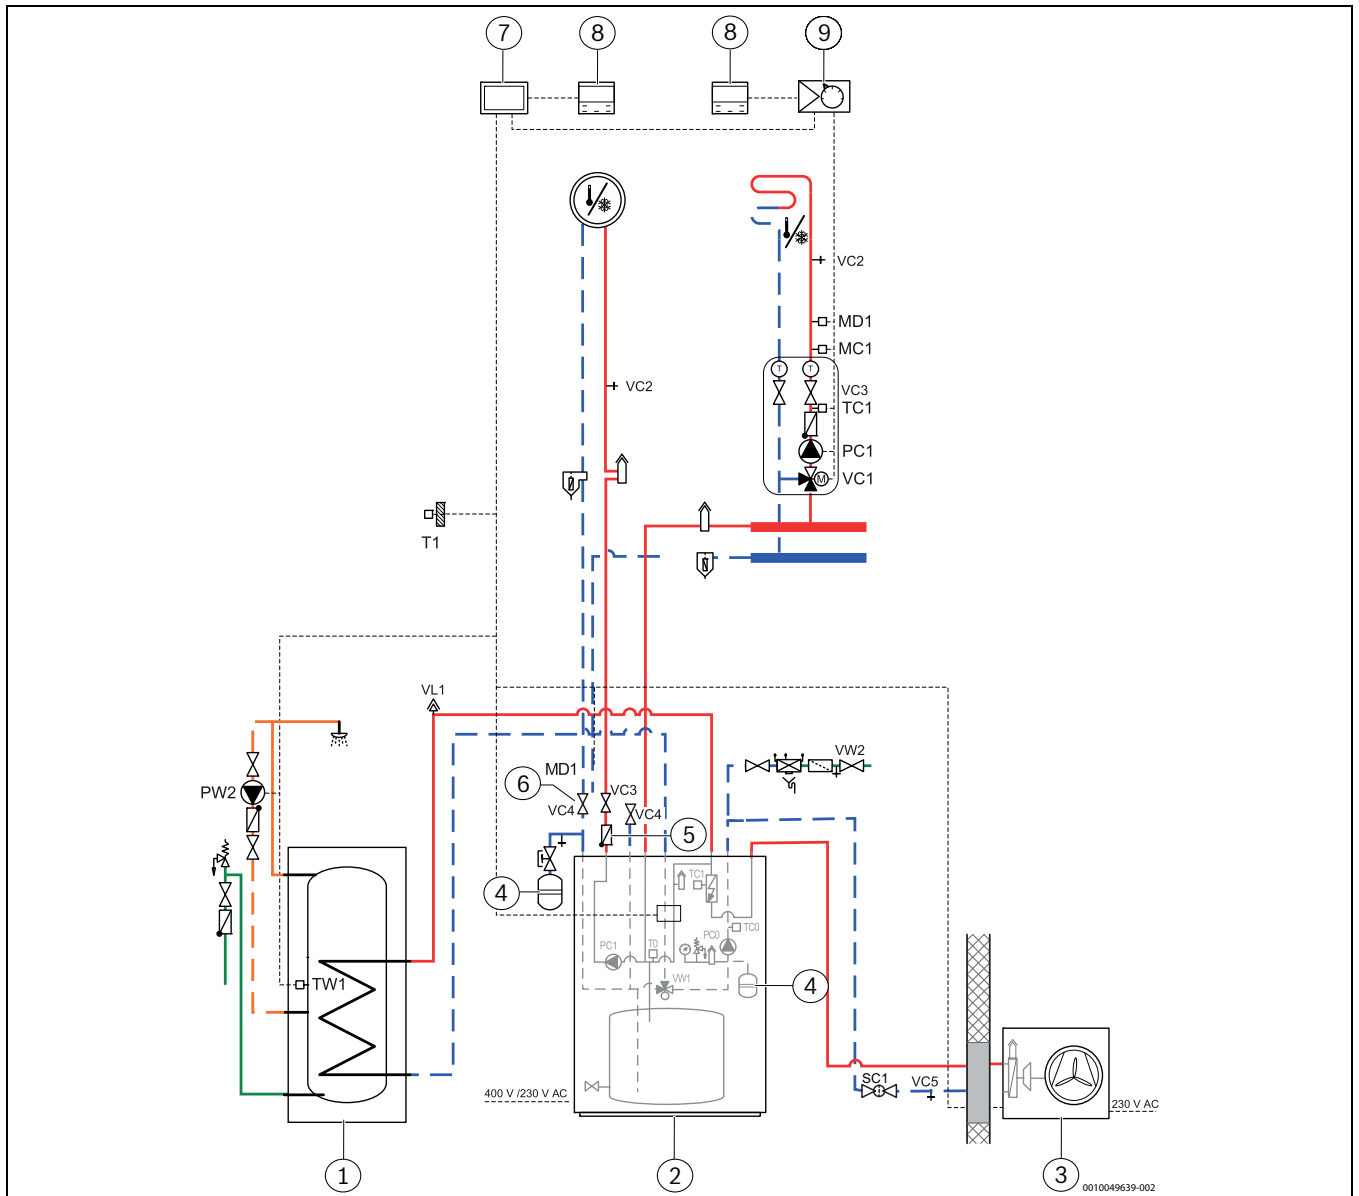 7
8
8
9
VC2
MD1
MC1
T
T
VC3
TC1
PC1
M
VC1
VC2
T1
VL1
PW2
MD1
6
VC4
VC3
VC4
5
VW2
4
TC1
TC0
PC0
PC1
T0
VW1
4
TW1
SC1
VC5
400 V /230 V AC
230 V AC
1
2
3
0010049639-002